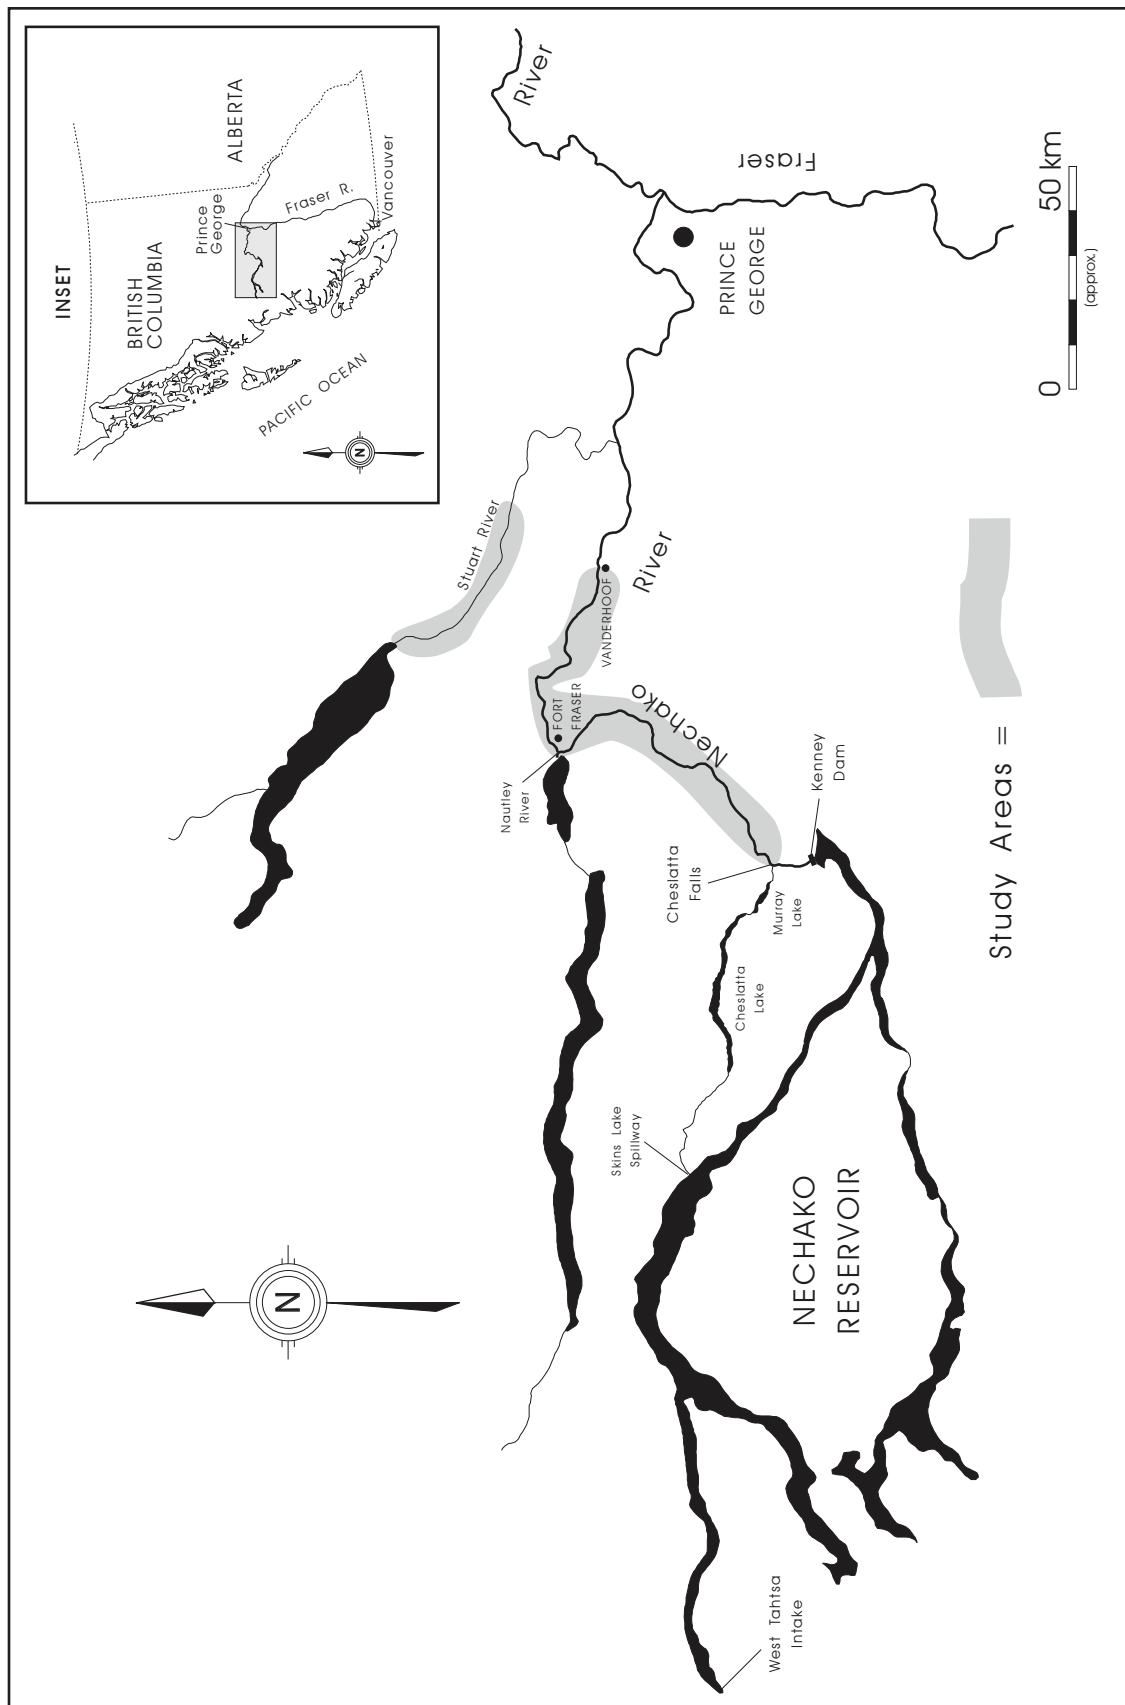 INSET
BRITISH
COLUMBIA
ALBERTA
Prince
George
Fraser R.
Vancouver
PACIFIC OCEAN
N
River
Fraser
PRINCE
GEORGE
Stuart River
River
VANDERHOOF
FORT
FRASER
Nechako
Nautley
River
Kenney
Dam
Cheslatta
Falls
Murray
Lake
Cheslatta
Lake
Skins Lake
Spillway
N
NECHAKO
RESERVOIR
West Tahtsa
Intake
Study Areas =
0
50 km
(approx.)